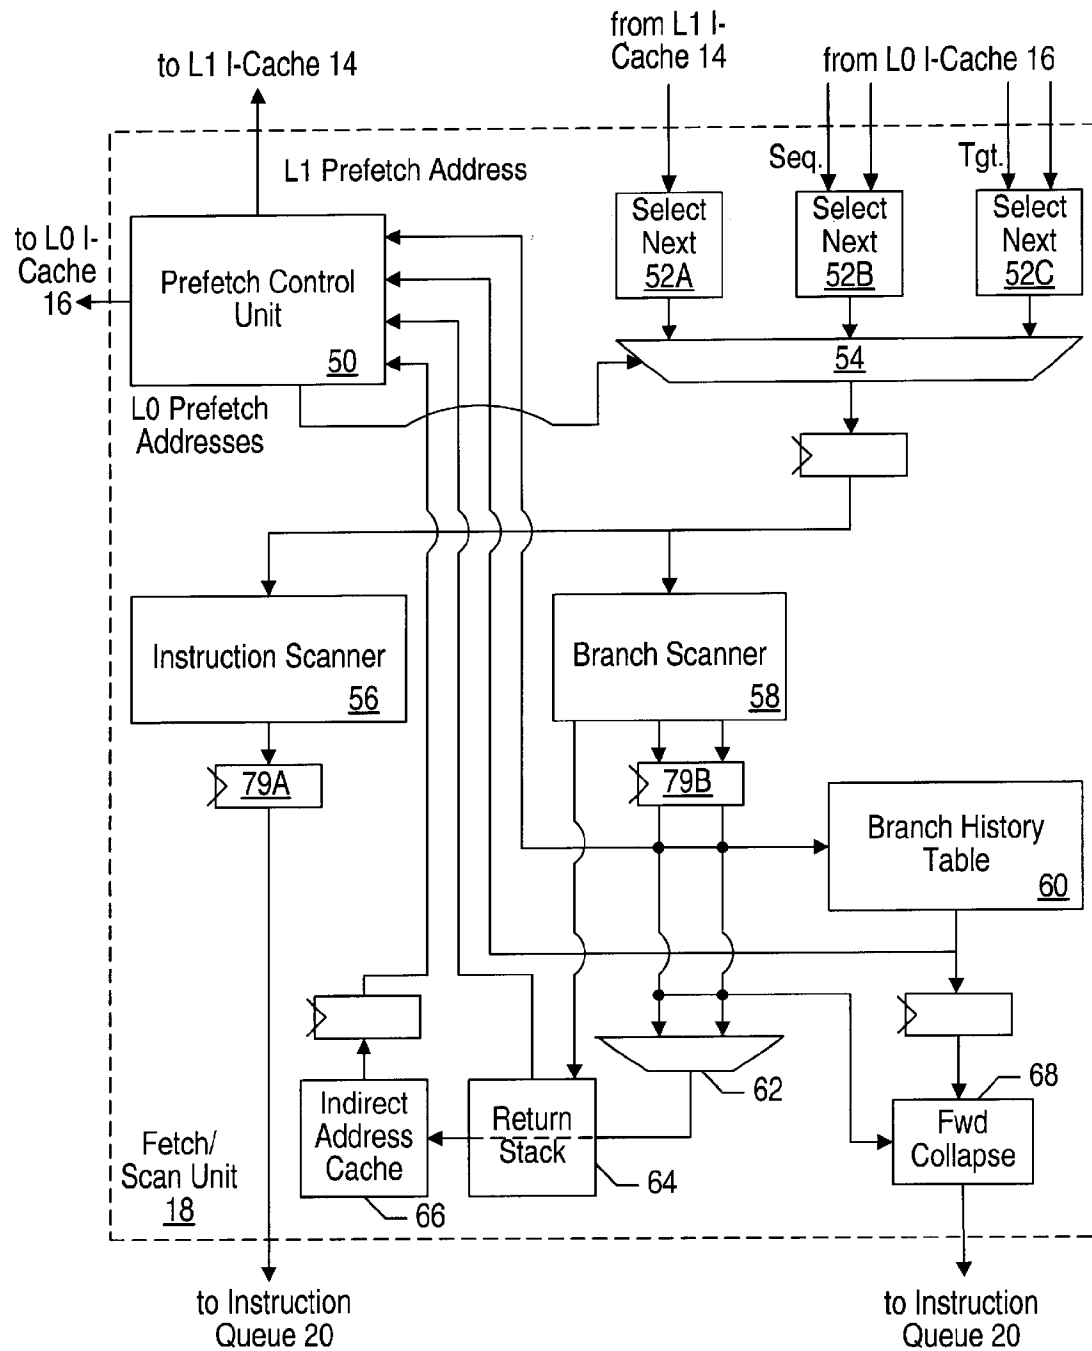 from L1 I-
Cache 14
to L1 I-Cache 14
from L0 I-Cache 16
L1 Prefetch Address
Seq.
Tgt.
to L0 I-
Cache
16
Prefetch Control
Unit
50
Select
Next
52A
Select
Next
52B
Select
Next
52C
54
L0 Prefetch
Addresses
Instruction Scanner
56
Branch Scanner
58
79A
79B
Branch History
Table
60
62
Indirect
Address
Cache
66
Return
Stack
64
68
Fwd
Collapse
Fetch/
Scan Unit
18
to Instruction
Queue 20
to Instruction
Queue 20